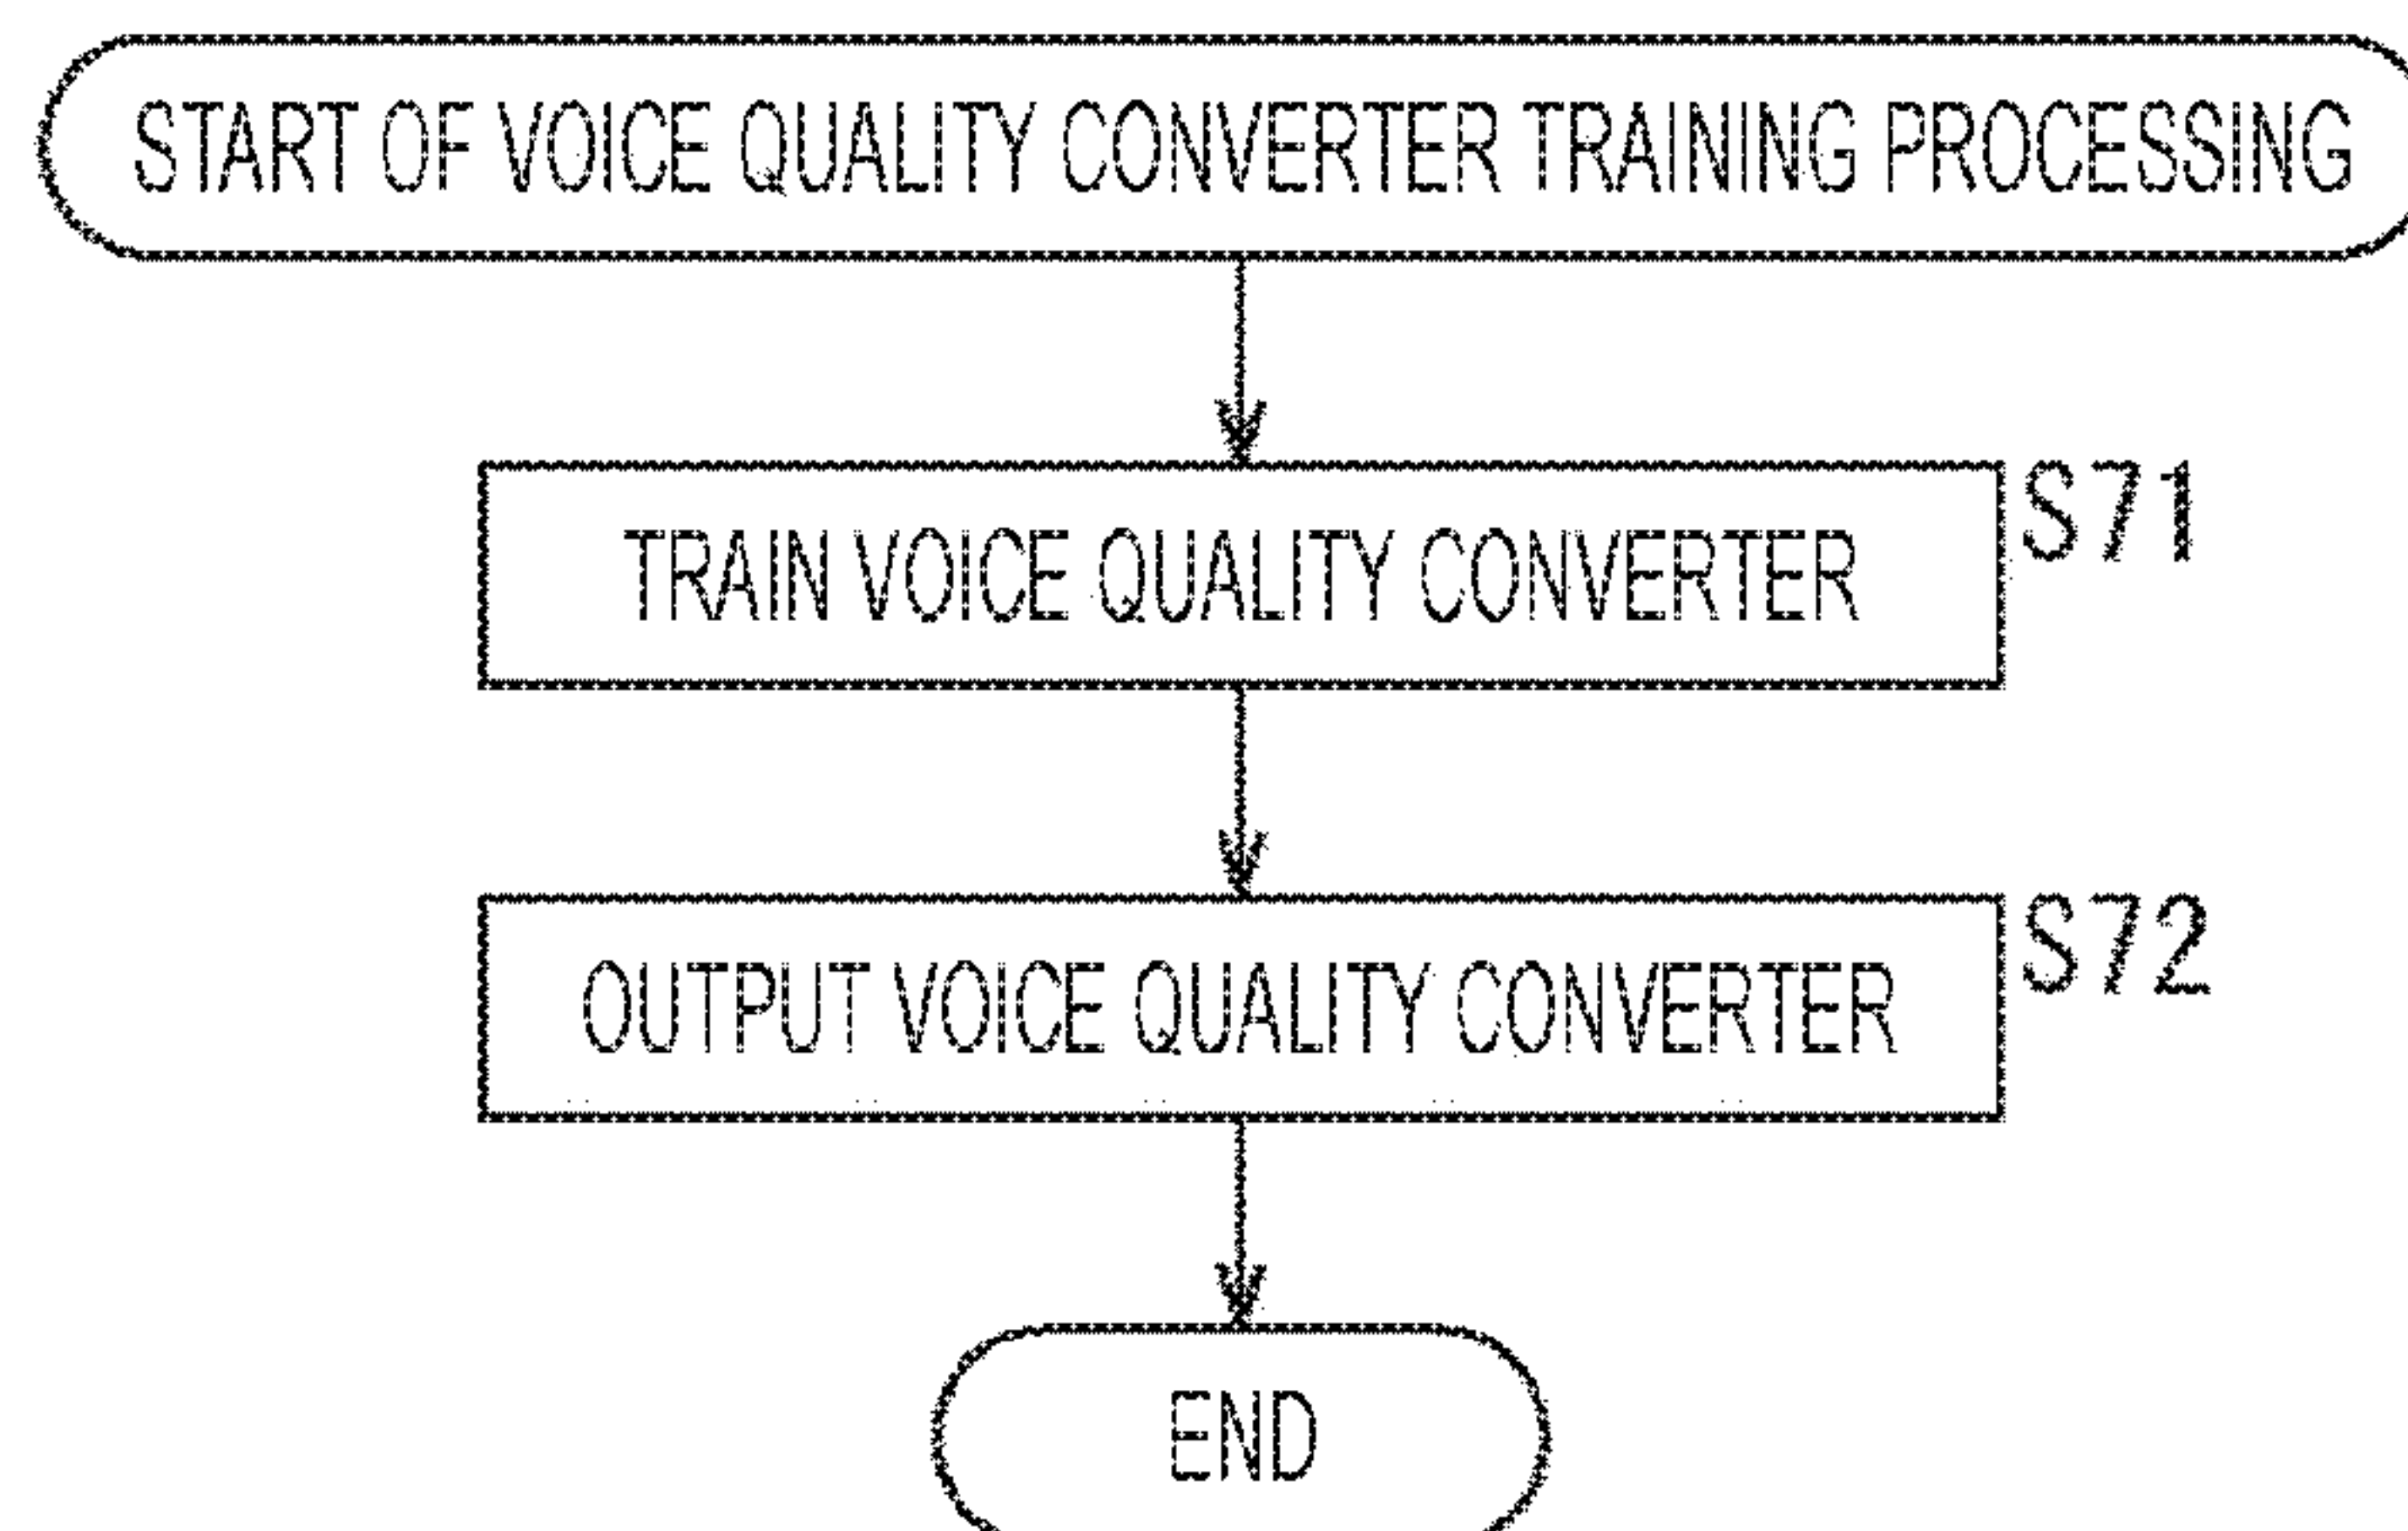 START OF VOICE QUALITY CONVERTER TRAINING PROCESSING
TRAIN VOICE QUALITY CONVERTER
S71
OUTPUT VOICE QUALITY CONVERTER
S72
END